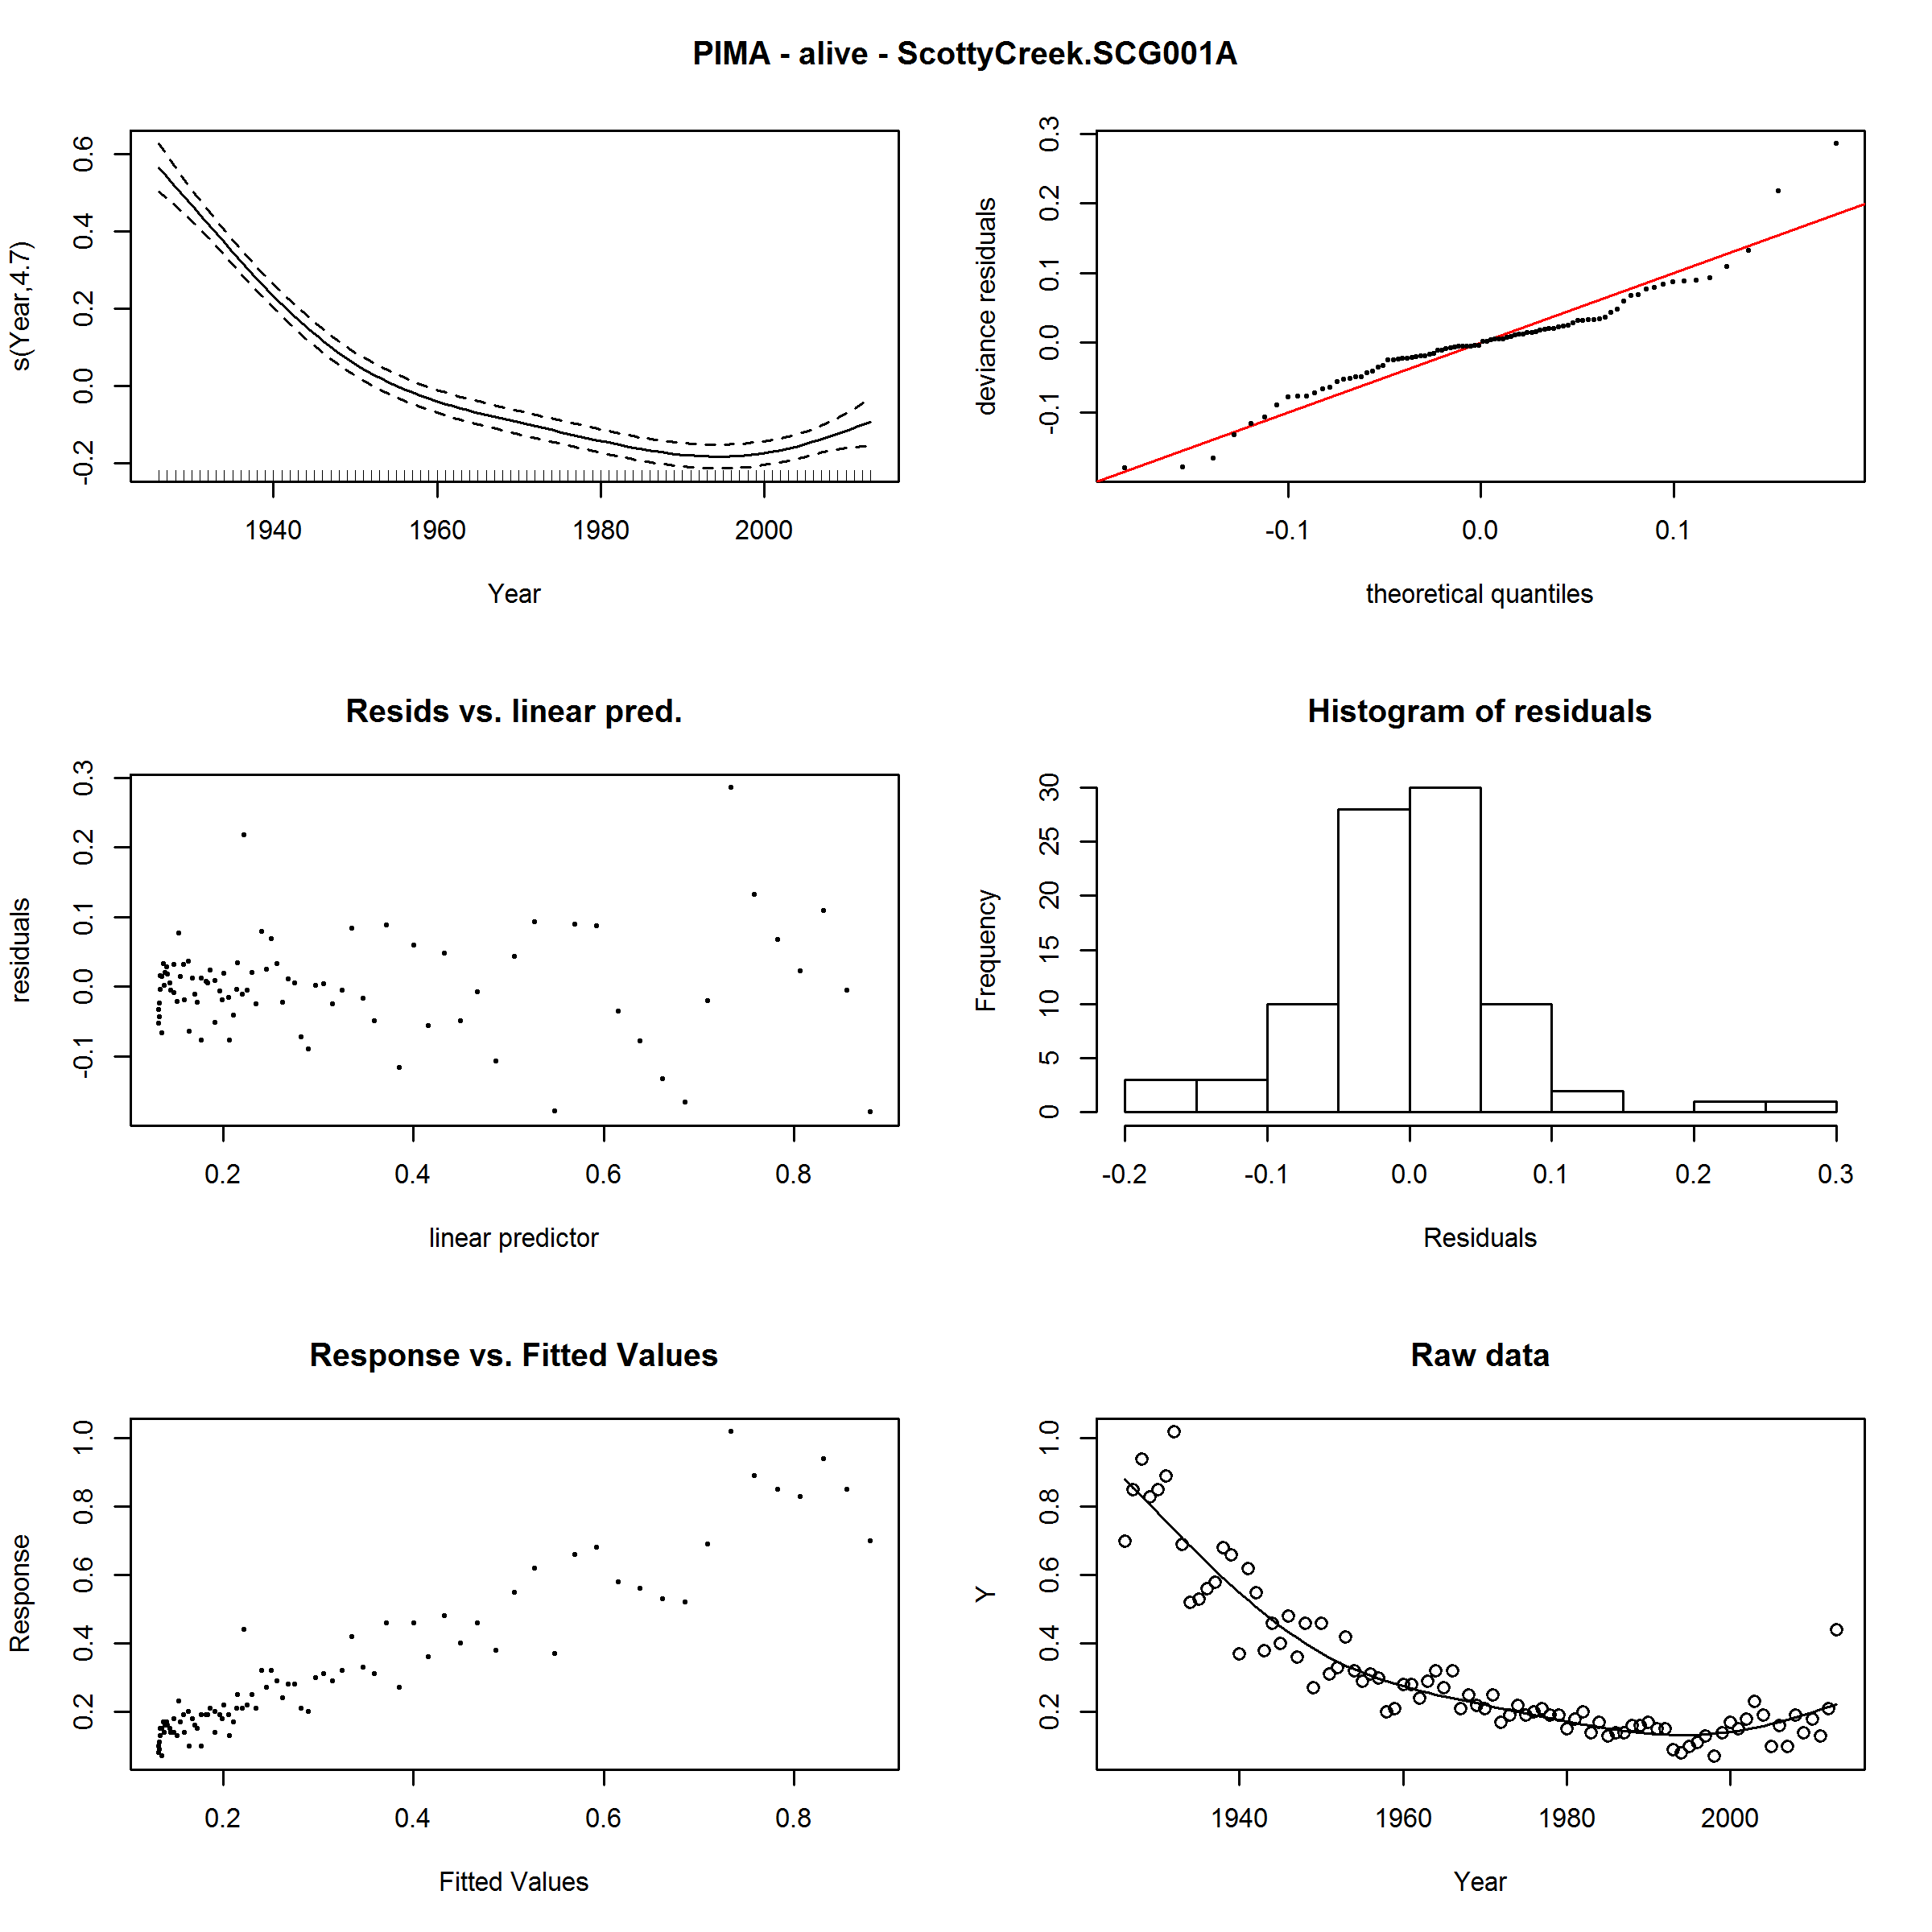 PIMA - alive - ScottyCreek.SCG001A
s(Year,4.7)
0.6
0.4
0.2
0.0
-0.2
1940 1960 1980 2000
Year
deviance residuals
0.3
0.2
0.1
0.0
-0.1
-0.1 0.0 0.1
theoretical quantiles
Resids vs. linear pred.
residuals
0.3
0.2
0.1
0.0
-0.1
0.2 0.4 0.6 0.8
linear predictor
Histogram of residuals
Frequency
30
25
20
15
10
5
0
-0.2 -0.1 0.0 0.1 0.2 0.3
Residuals
Response vs. Fitted Values
Response
1.0
0.8
0.6
0.4
0.2
0.2 0.4 0.6 0.8
Fitted Values
Raw data
Y
1.0
0.8
0.6
0.4
0.2
1940 1960 1980 2000
Year